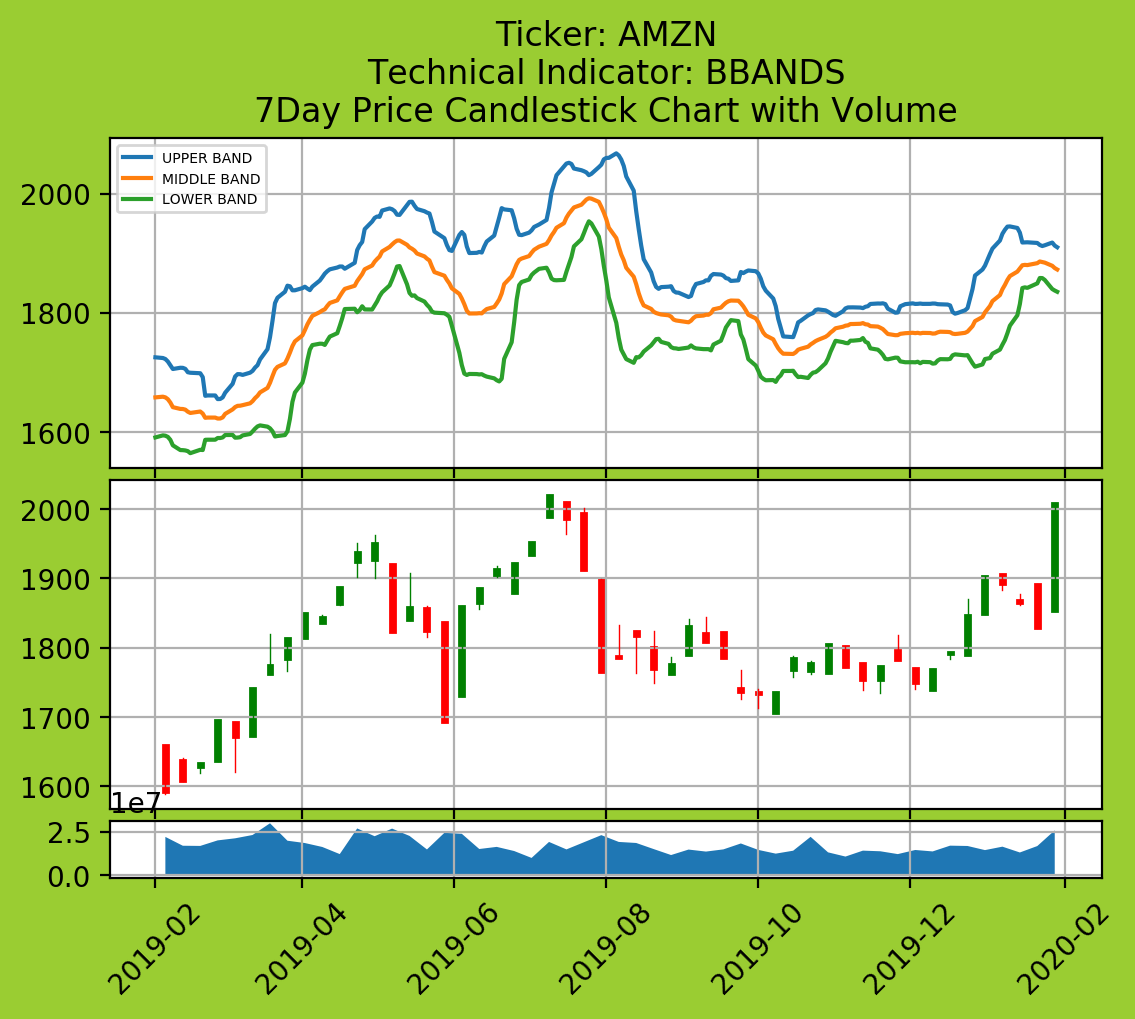 Ticker: AMZN
Technical Indicator: BBANDS
7Day Price Candlestick Chart with Volume
UPPER BAND
MIDDLE BAND
LOWER BAND
2000
1800
1600
2000
1900
1800
1700
1600
1e7
2.5
0.0
2019-02
2019-04
2019-06
2019-08
2019-10
2019-12
2020-02